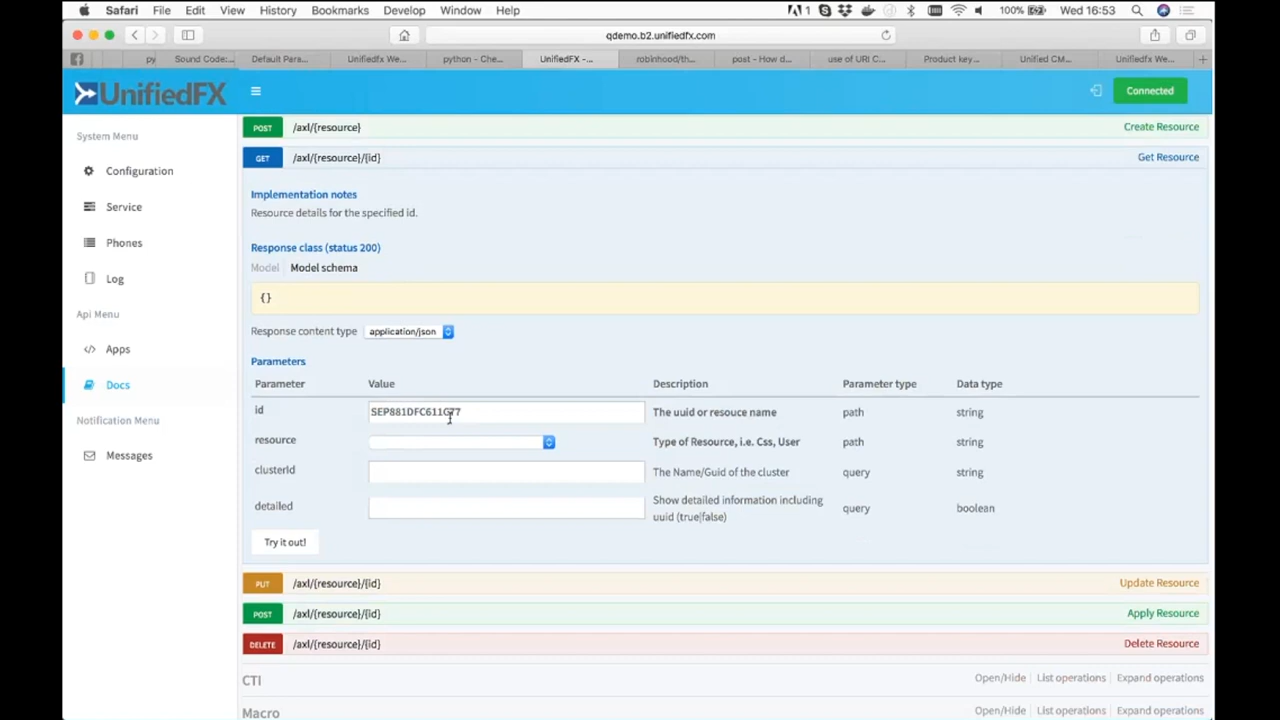 Safari File Edit View History Bookmarks Develop Window Help 1 100% Wed 16:53
qdemo.b2.unifiedfx.com
py Sound Code:... Default Para... Unifiedfx We... python - Che... UnifiedFX -... robinhood/th... post - How d... use of URI C... Product key... Unified CM... Unifiedfx We... +
UnifiedFX Connected
System Menu
Configuration
Service
Phones
Log
Api Menu
Apps
Docs
Notification Menu
Messages
POST /axl/{resource} Create Resource
GET /axl/{resource}/{id} Get Resource
Implementation notes
Resource details for the specified id.
Response class (status 200)
Model Model schema
{}
Response content type application/json
Parameters
Parameter Value Description Parameter type Data type
id The uuid or resouce name path string
resource Type of Resource, i.e. Css, User path string
clusterId The Name/Guid of the cluster query string
detailed Show detailed information including
uuid (true|false) query boolean
Try it out!
PUT /axl/{resource}/{id} Update Resource
POST /axl/{resource}/{id} Apply Resource
DELETE /axl/{resource}/{id} Delete Resource
CTI Open/Hide List operations Expand operations
Macro Open/Hide List operations Expand operations